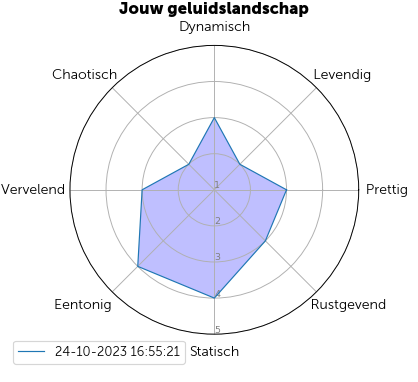 Jouw geluidslandschap
Dynamisch
Chaotisch
Levendig
Vervelend
Prettig
1
2
3
4
5
Eentonig
Rustgevend
24-10-2023 16:55:21
Statisch